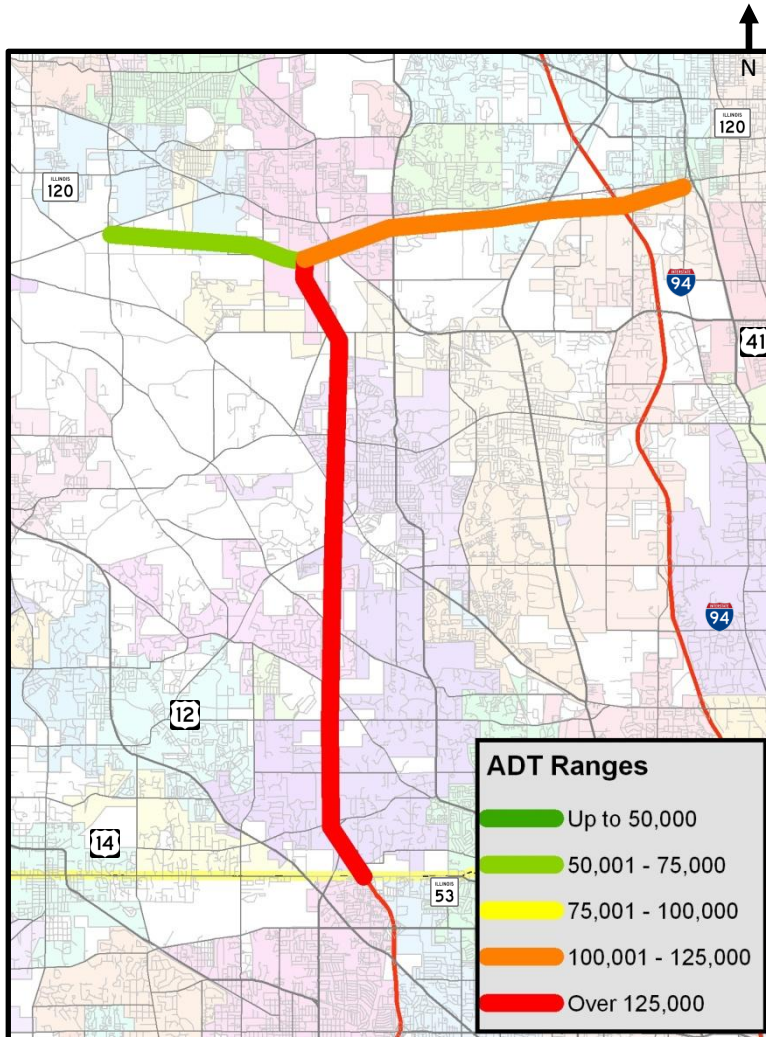 N
ILLINOIS
120
ILLINOIS
120
INTERSTATE
94
41
INTERSTATE
94
12
14
ILLINOIS
53
ADT Ranges
Up to 50,000
50,001 - 75,000
75,001 - 100,000
100,001 - 125,000
Over 125,000